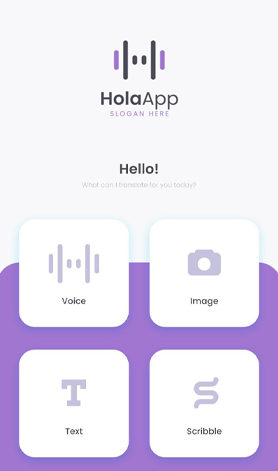 HolaApp
SLOGAN HERE
Hello!
What can I translate for you today?
Voice
Image
Text
Scribble